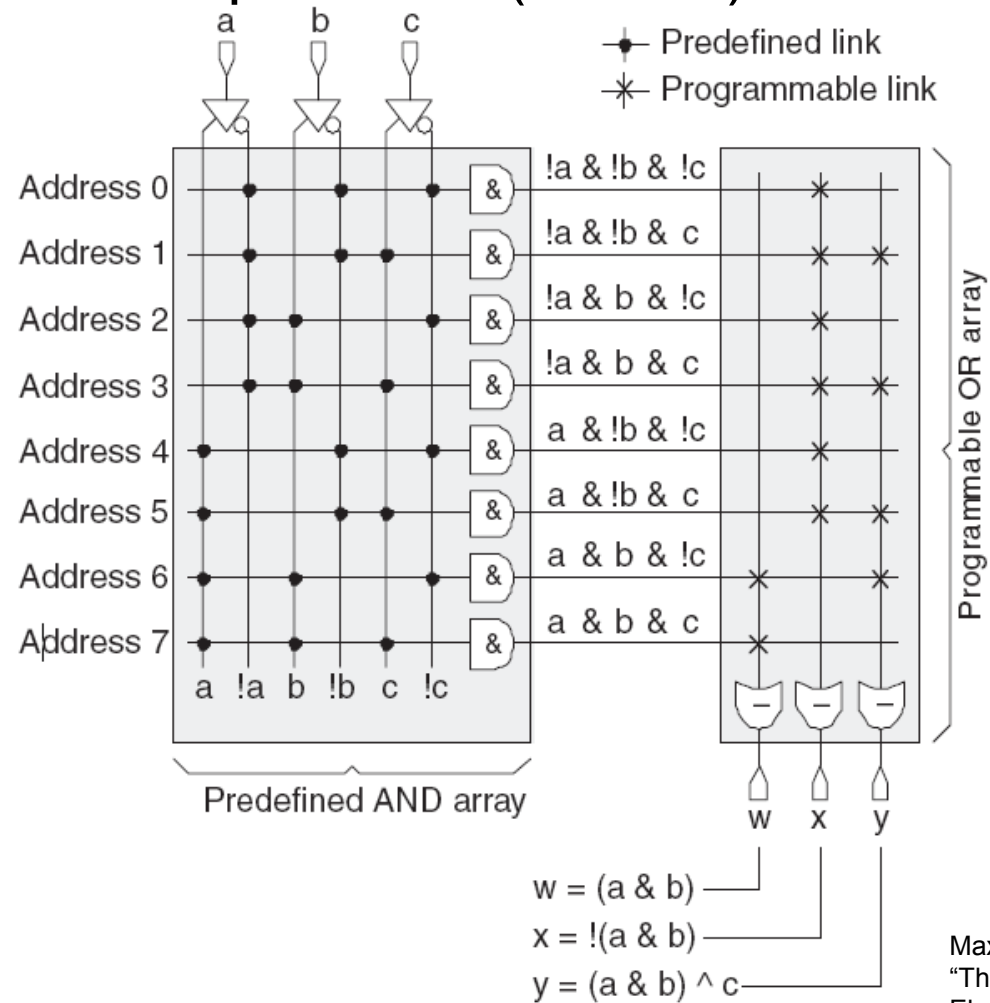 a b c
Predefined link
Programmable link
Address 0 & !a & !b & !c
Address 1 & !a & !b & c
Address 2 & !a & b & !c
Address 3 & !a & b & c
Address 4 & a & !b & !c
Address 5 & a & !b & c
Address 6 & a & b & !c
Address 7 & a & b & c
a !a b !b c !c
Predefined AND array
Programmable OR array
w x y
w = (a & b)
x = !(a & b)
y = (a & b) ^ c